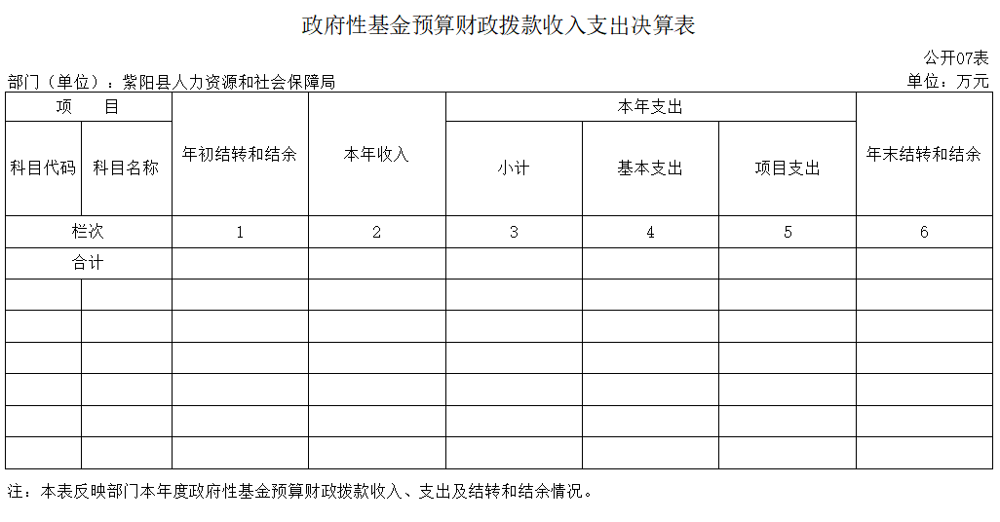 政府性基金预算财政拨款收入支出决算表
公开07表
部门（单位）：紫阳县人力资源和社会保障局 单位：万元
项 目 年初结转和结余 本年收入 本年支出 年末结转和结余
科目代码 科目名称 小计 基本支出 项目支出
栏次 1 2 3 4 5 6
合计
注：本表反映部门本年度政府性基金预算财政拨款收入、支出及结转和结余情况。